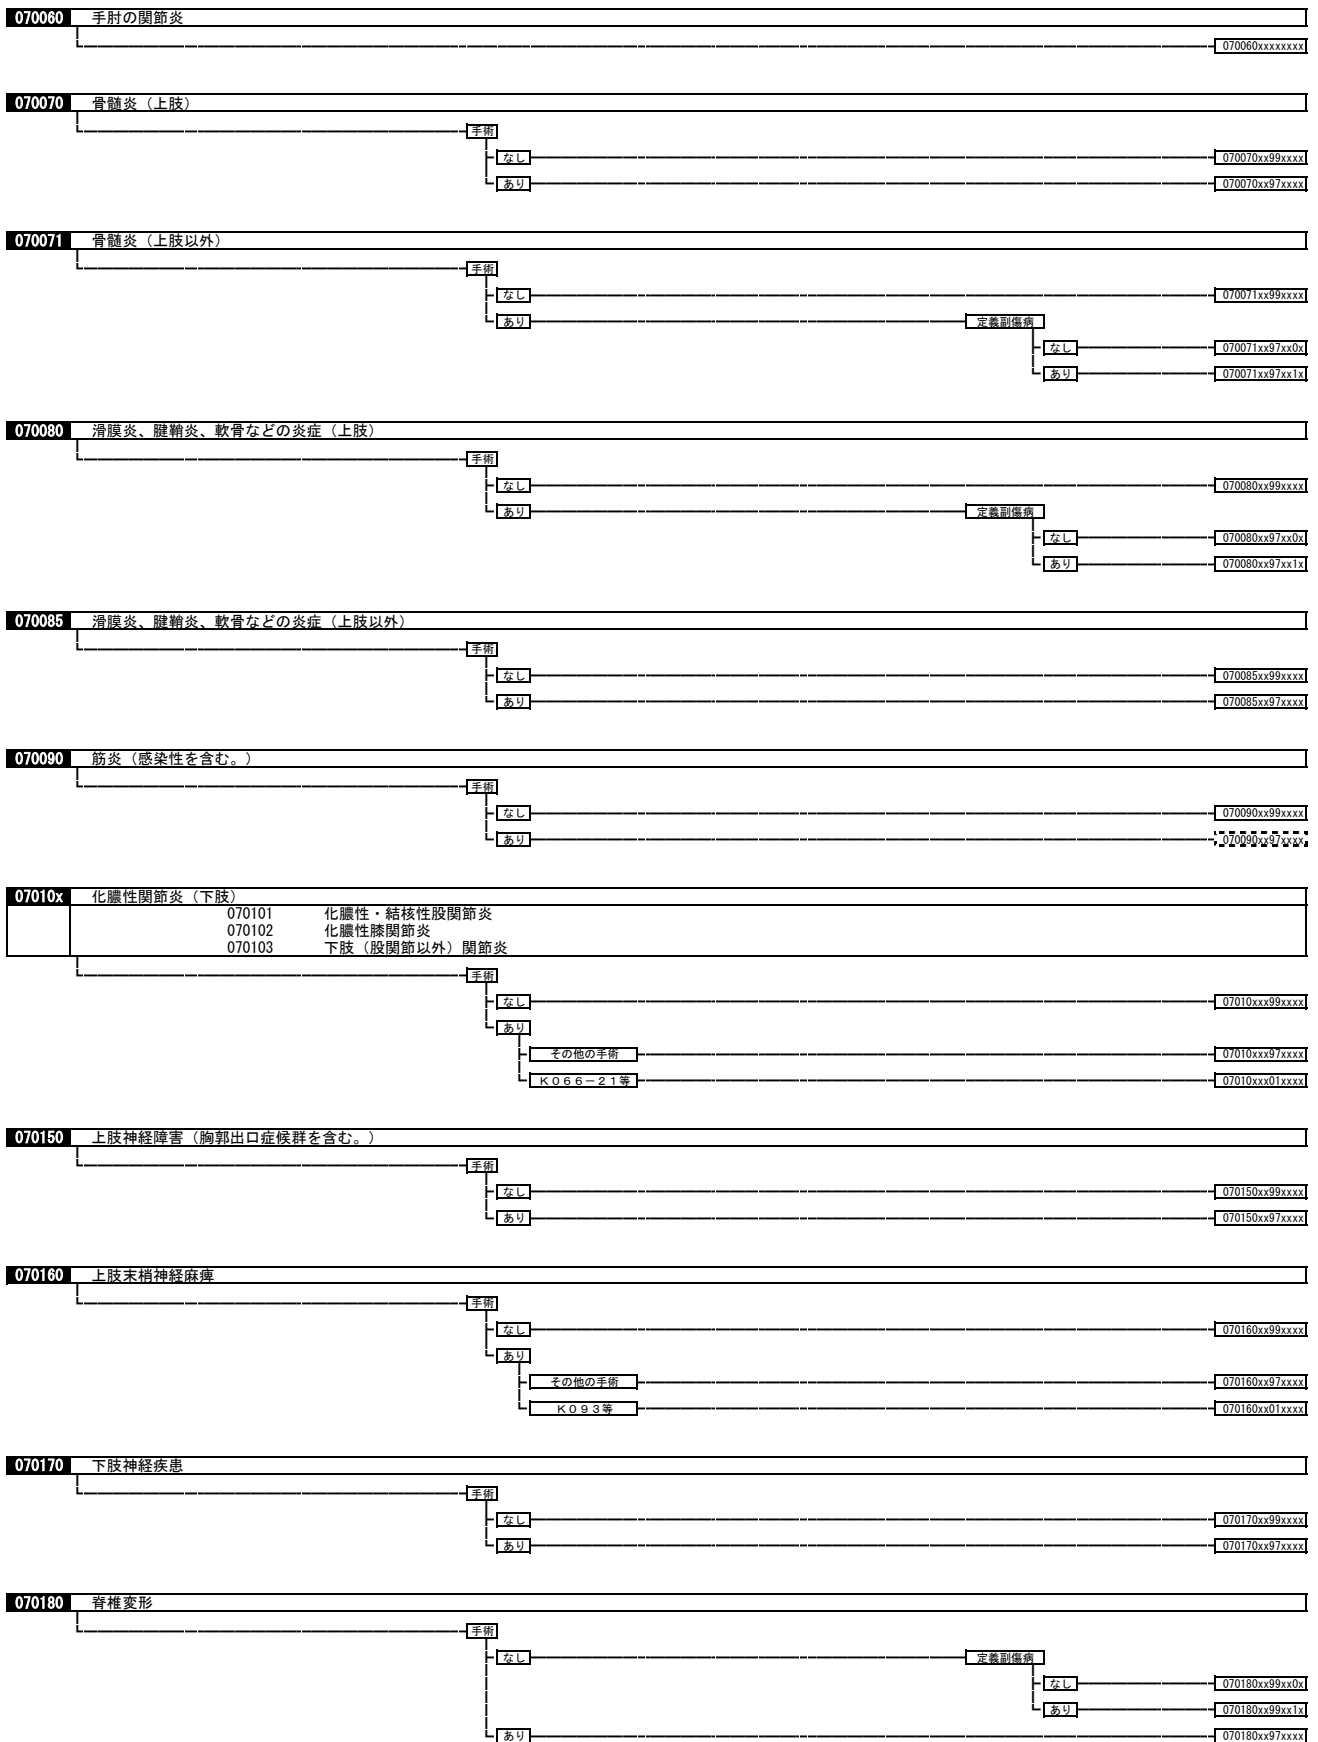 070060 手肘の関節炎
070060xxxxxxxx
070070 骨髄炎（上肢）
手術
なし 070070xx99xxxx
あり 070070xx97xxxx
070071 骨髄炎（上肢以外）
手術
なし 070071xx99xxxx
あり 定義副傷病
なし 070071xx97xx0x
あり 070071xx97xx1x
070080 滑膜炎、腱鞘炎、軟骨などの炎症（上肢）
手術
なし 070080xx99xxxx
あり 定義副傷病
なし 070080xx97xx0x
あり 070080xx97xx1x
070085 滑膜炎、腱鞘炎、軟骨などの炎症（上肢以外）
手術
なし 070085xx99xxxx
あり 070085xx97xxxx
070090 筋炎（感染性を含む。）
手術
なし 070090xx99xxxx
あり 070090xx97xxxx
07010x 化膿性関節炎（下肢）
070101 化膿性・結核性股関節炎
070102 化膿性膝関節炎
070103 下肢（股関節以外）関節炎
手術
なし 07010xxx99xxxx
あり
その他の手術 07010xxx97xxxx
Ｋ０６６－２１等 07010xxx01xxxx
070150 上肢神経障害（胸郭出口症候群を含む。）
手術
なし 070150xx99xxxx
あり 070150xx97xxxx
070160 上肢末梢神経麻痺
手術
なし 070160xx99xxxx
あり
その他の手術 070160xx97xxxx
Ｋ０９３等 070160xx01xxxx
070170 下肢神経疾患
手術
なし 070170xx99xxxx
あり 070170xx97xxxx
070180 脊椎変形
手術
なし 定義副傷病
なし 070180xx99xx0x
あり 070180xx99xx1x
あり 070180xx97xxxx